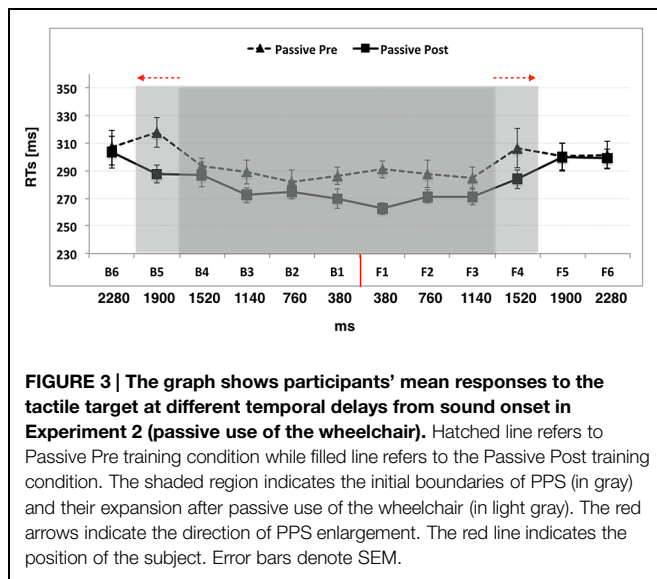 Passive Pre Passive Post
350
330
310
290
270
250
230
RTs [ms]
B6 B5 B4 B3 B2 B1 F1 F2 F3 F4 F5 F6
2280 1900 1520 1140 760 380 380 760 1140 1520 1900 2280
ms
FIGURE 3 | The graph shows participants’ mean responses to the
tactile target at different temporal delays from sound onset in
Experiment 2 (passive use of the wheelchair). Hatched line refers to
Passive Pre training condition while filled line refers to the Passive Post training
condition. The shaded region indicates the initial boundaries of PPS (in gray)
and their expansion after passive use of the wheelchair (in light gray). The red
arrows indicate the direction of PPS enlargement. The red line indicates the
position of the subject. Error bars denote SEM.